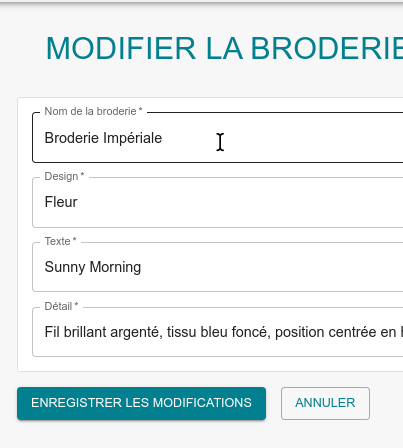 MODIFIER LA BRODERIE
Nom de la broderie *
Broderie Impériale
Design *
Fleur
Texte *
Sunny Morning
Détail *
Fil brillant argenté, tissu bleu foncé, position centrée en
ENREGISTRER LES MODIFICATIONS
ANNULER